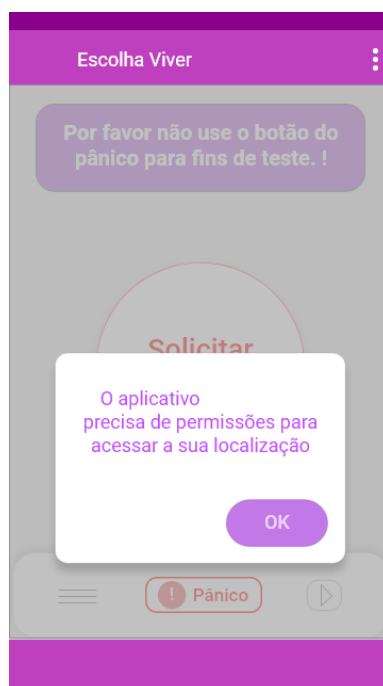 Escolha Viver
Por favor não use o botão do
pânico para fins de teste. !
Solicitar
O aplicativo
precisa de permissões para
acessar a sua localização
OK
! Pânico